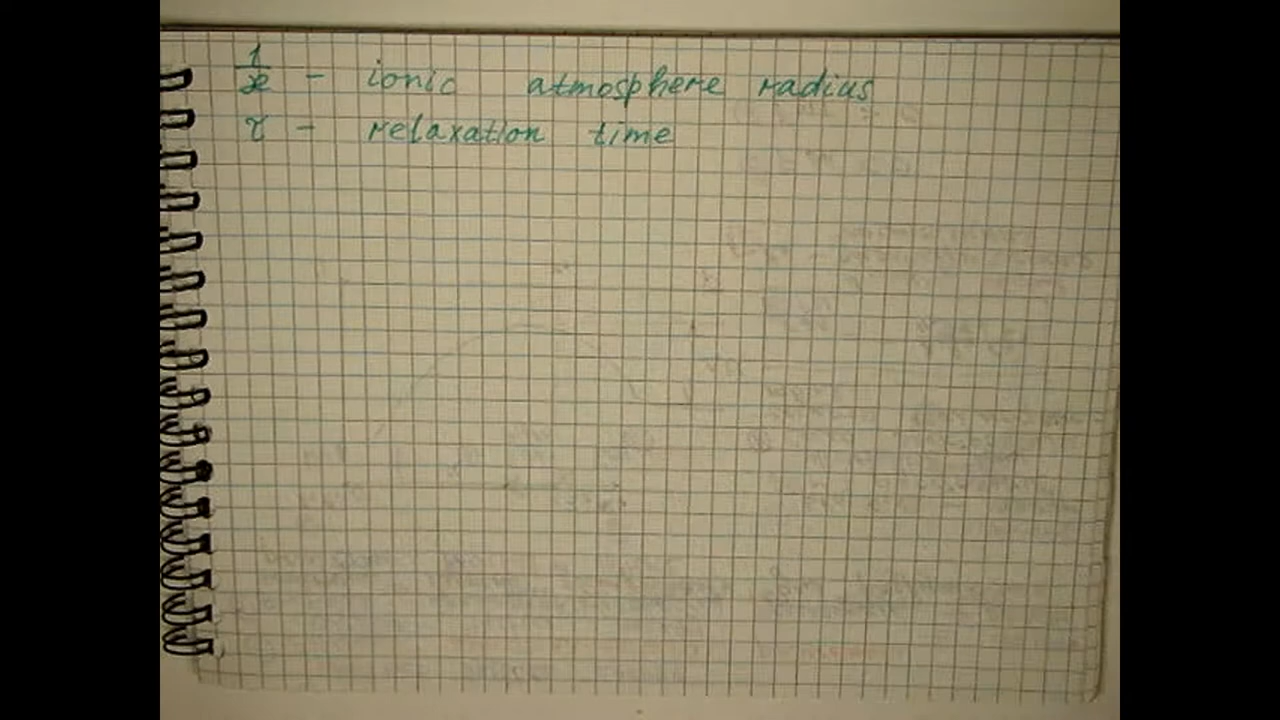 1/æ - ionic atmosphere radius
τ - relaxation time